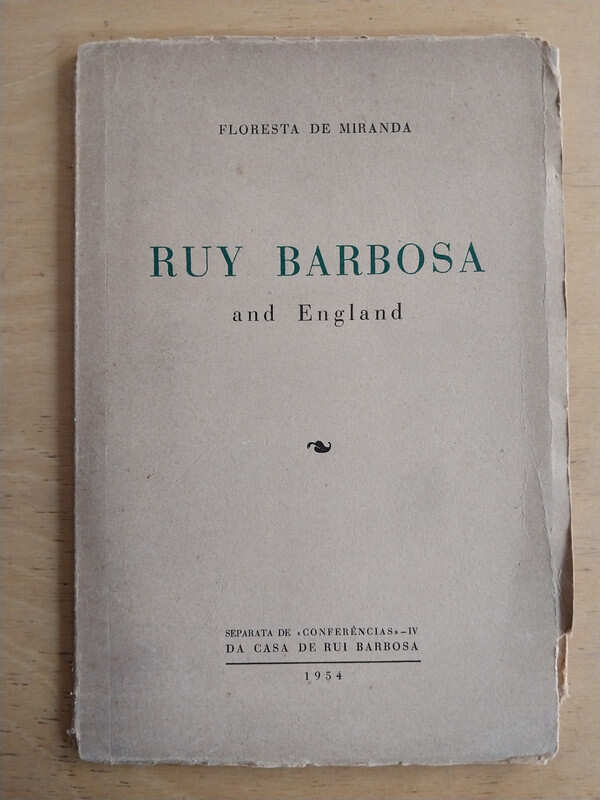 FLORESTA DE MIRANDA
RUY BARBOSA
and England
SEPARATA DE «CONFERÊNCIAS»-IV
DA CASA DE RUI BARBOSA
1954